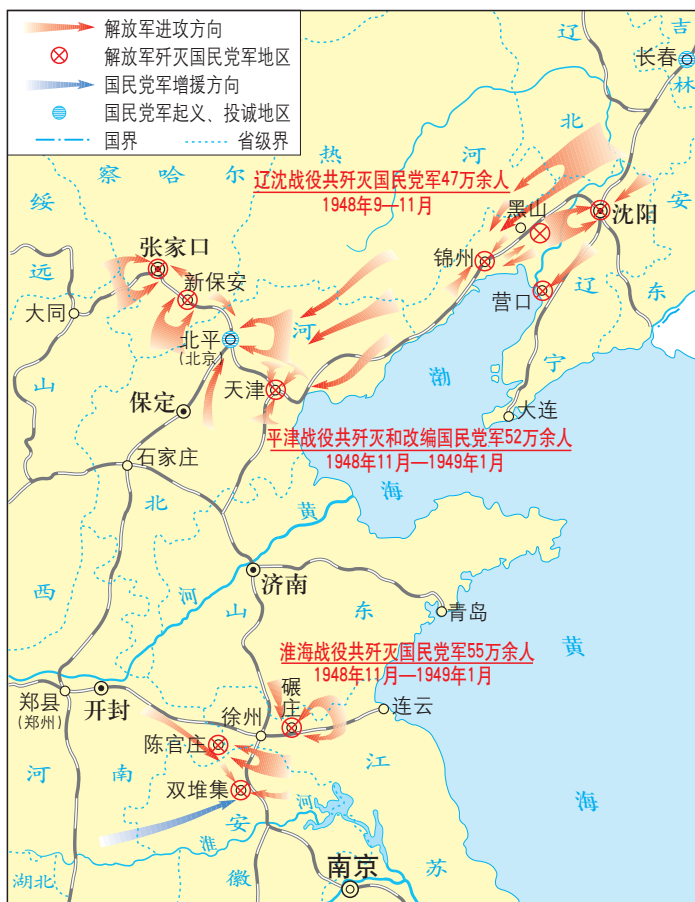 解放军进攻方向
解放军歼灭国民党军地区
国民党军增援方向
国民党军起义、投诚地区
国界
省级界
吉
林
长春
辽
北
安
东
辽
宁
热
河
察哈尔
绥
远
辽沈战役共歼灭国民党军47万余人
1948年9—11月
黑山
沈阳
锦州
营口
大连
张家口
新保安
大同
北平
(北京)
天津
保定
石家庄
河
北
山
西
渤
海
平津战役共歼灭和改编国民党军52万余人
1948年11月—1949年1月
黄
河
济南
山
东
青岛
黄
海
淮海战役共歼灭国民党军55万余人
1948年11月—1949年1月
碾庄
连云
徐州
郑县
(郑州)
开封
陈官庄
双堆集
河
南
江
苏
安
徽
淮
河
湖北
南京